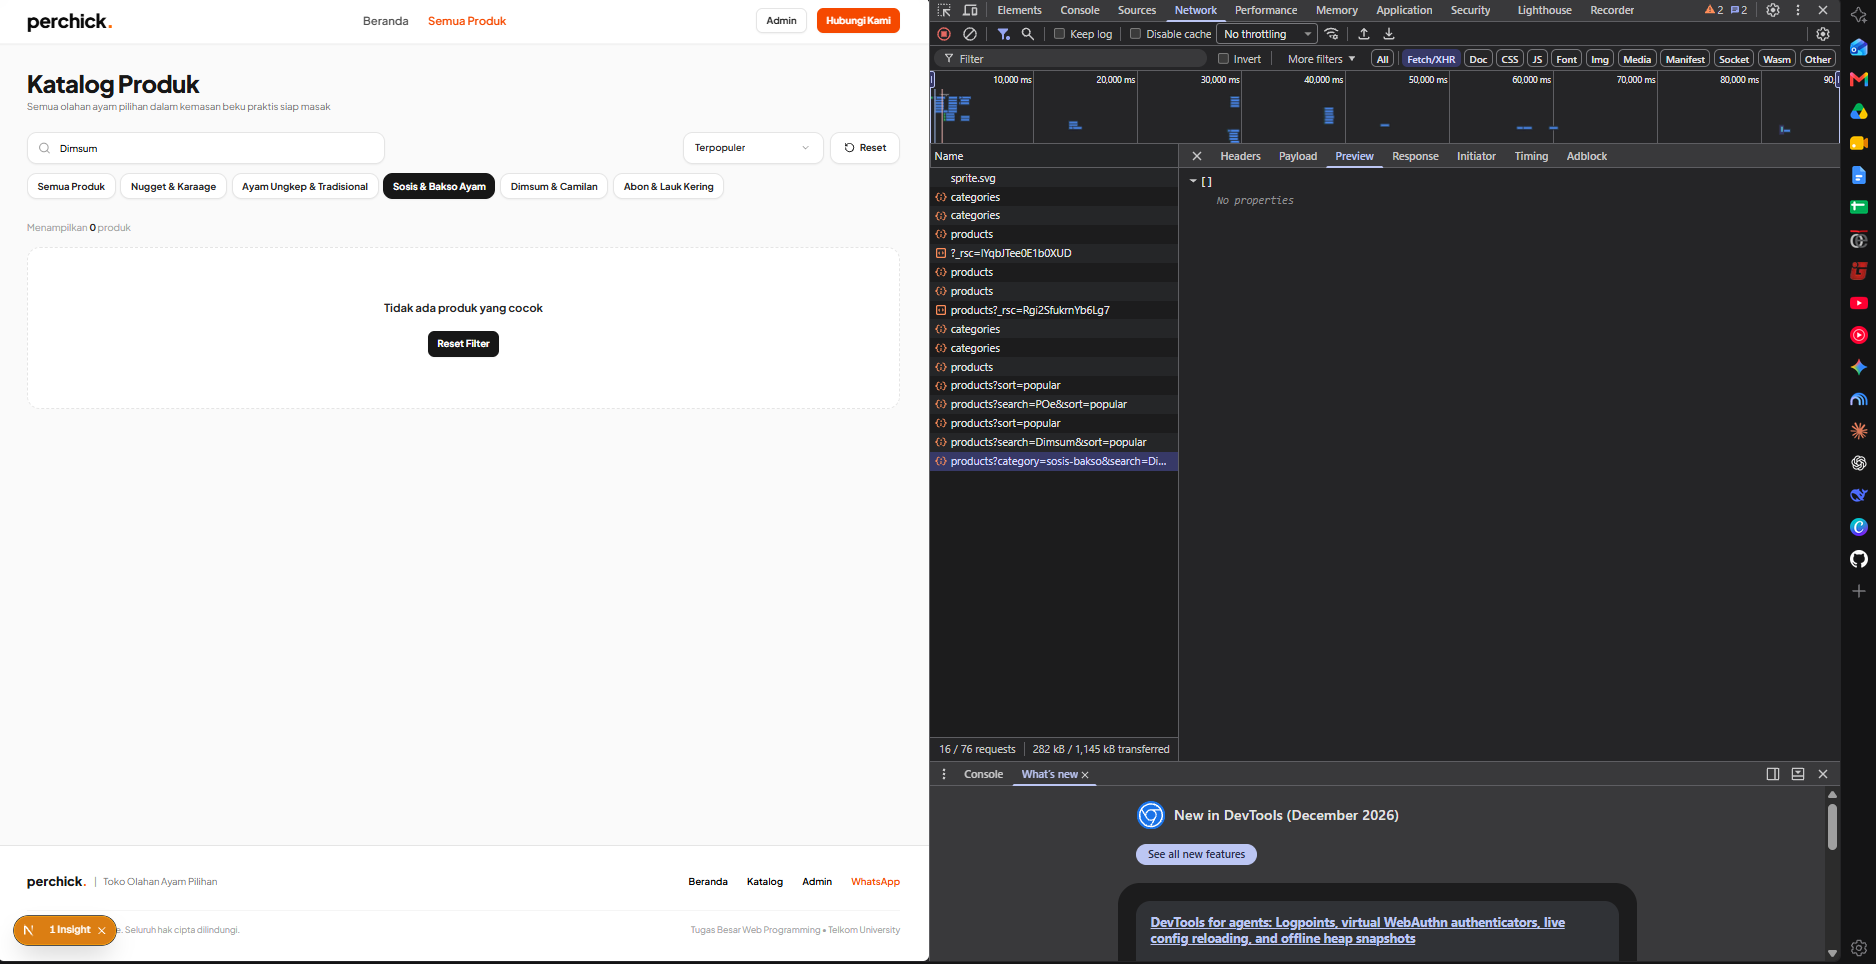 perchick.
Beranda
Semua Produk
Admin
Hubungi Kami
Katalog Produk
Semua olahan ayam pilihan dalam kemasan beku praktis siap masak
Dimsum
Terpopuler
Reset
Semua Produk
Nugget & Karaage
Ayam Ungkep & Tradisional
Sosis & Bakso Ayam
Dimsum & Camilan
Abon & Lauk Kering
Menampilkan 0 produk
Tidak ada produk yang cocok
Reset Filter
perchick. | Toko Olahan Ayam Pilihan
Beranda
Katalog
Admin
WhatsApp
N 1 Insight
e. Seluruh hak cipta dilindungi.
Tugas Besar Web Programming • Telkom University
Elements
Console
Sources
Network
Performance
Memory
Application
Security
Lighthouse
Recorder
2
2
Keep log
Disable cache
No throttling
Filter
Invert
More filters
All
Fetch/XHR
Doc
CSS
JS
Font
Img
Media
Manifest
Socket
Wasm
Other
10,000 ms
20,000 ms
30,000 ms
40,000 ms
50,000 ms
60,000 ms
70,000 ms
80,000 ms
90,
Name
sprite.svg
categories
categories
products
products
products
categories
categories
products
products?sort=popular
products?search=POe&sort=popular
products?sort=popular
products?search=Dimsum&sort=popular
products?category=sosis-bakso&search=Di...
16 / 76 requests
282 kB / 1,145 kB transferred
Headers
Payload
Preview
Response
Initiator
Timing
Adblock
[]
No properties
Console
What's new
New in DevTools (December 2026)
See all new features
DevTools for agents: Logpoints, virtual WebAuthn authenticators, live
config reloading, and offline heap snapshots